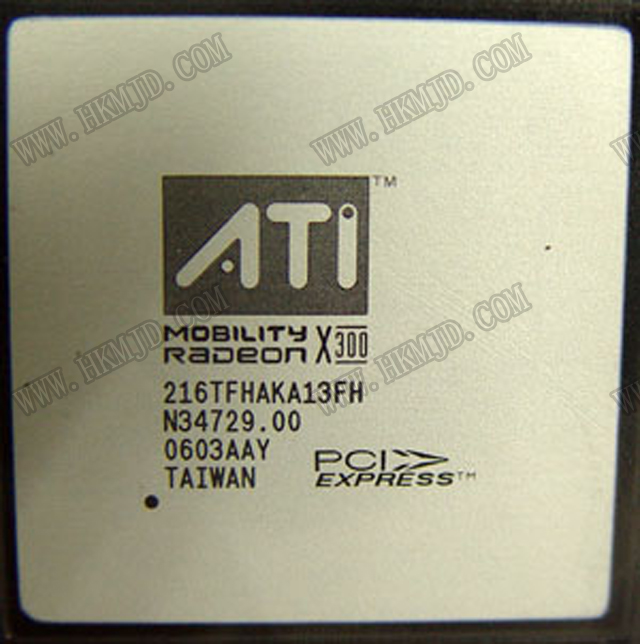 WWW.HKMJD.COM
WWW.HKMJD.COM
ATI™
MOBILITY
RADEON X300
216TFHAKA13FH
N34729.00
0603AAY
TAIWAN
PCI
EXPRESS™
WWW.HKMJD.COM
WWW.HKMJD.COM